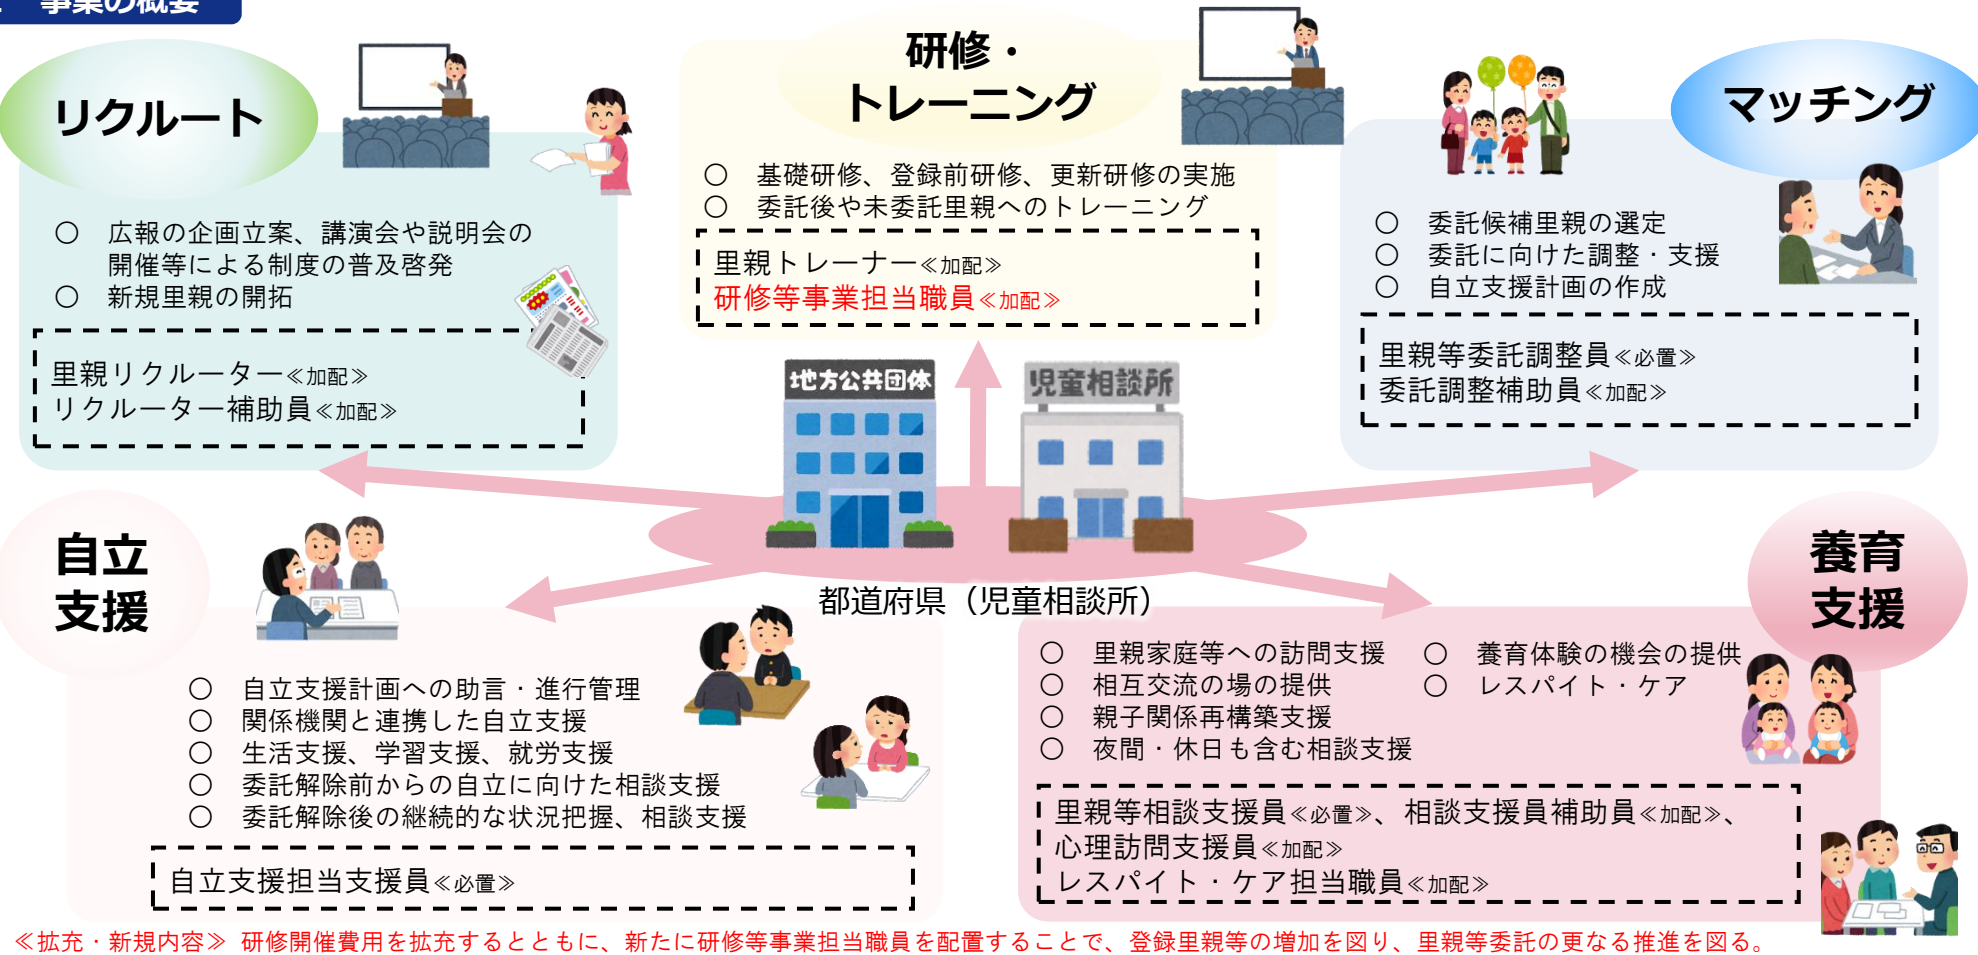 事業の概要
リクルート
○ 広報の企画立案、講演会や説明会の
開催等による制度の普及啓発
○ 新規里親の開拓
里親リクルーター≪加配≫
リクルーター補助員≪加配≫
研修・
トレーニング
○ 基礎研修、登録前研修、更新研修の実施
○ 委託後や未委託里親へのトレーニング
里親トレーナー≪加配≫
研修等事業担当職員≪加配≫
マッチング
○ 委託候補里親の選定
○ 委託に向けた調整・支援
○ 自立支援計画の作成
里親等委託調整員≪必置≫
委託調整補助員≪加配≫
地方公共団体
児童相談所
都道府県（児童相談所）
自立
支援
○ 自立支援計画への助言・進行管理
○ 関係機関と連携した自立支援
○ 生活支援、学習支援、就労支援
○ 委託解除前からの自立に向けた相談支援
○ 委託解除後の継続的な状況把握、相談支援
自立支援担当支援員≪必置≫
養育
支援
○ 里親家庭等への訪問支援
○ 相互交流の場の提供
○ 親子関係再構築支援
○ 夜間・休日も含む相談支援
○ 養育体験の機会の提供
○ レスパイト・ケア
里親等相談支援員≪必置≫、相談支援員補助員≪加配≫、
心理訪問支援員≪加配≫
レスパイト・ケア担当職員≪加配≫
≪拡充・新規内容≫ 研修開催費用を拡充するとともに、新たに研修等事業担当職員を配置することで、登録里親等の増加を図り、里親等委託の更なる推進を図る。